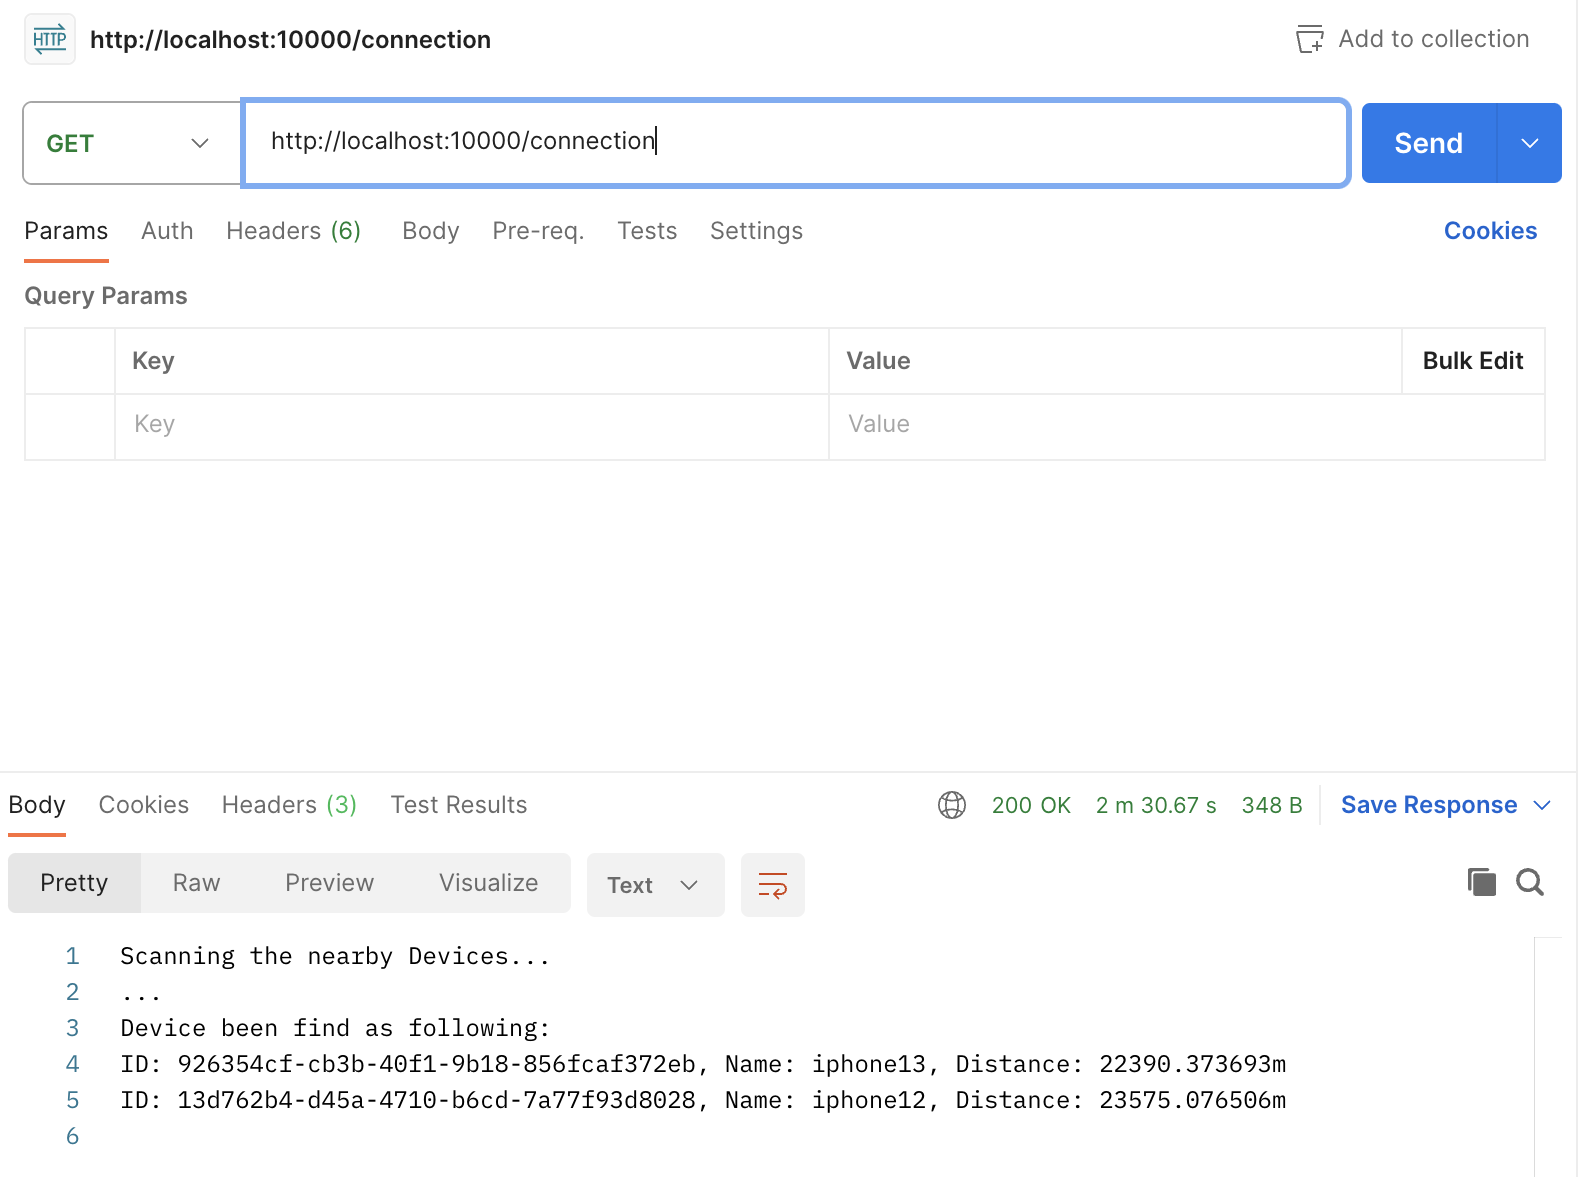 HTTP http://localhost:10000/connection Add to collection
GET http://localhost:10000/connection Send
Params Auth Headers (6) Body Pre-req. Tests Settings Cookies
Query Params
Key Value Bulk Edit
Key Value
Body Cookies Headers (3) Test Results 200 OK 2 m 30.67 s 348 B Save Response
Pretty Raw Preview Visualize Text
1 Scanning the nearby Devices...
2 ...
3 Device been find as following:
4 ID: 926354cf-cb3b-40f1-9b18-856fcaf372eb, Name: iphone13, Distance: 22390.373693m
5 ID: 13d762b4-d45a-4710-b6cd-7a77f93d8028, Name: iphone12, Distance: 23575.076506m
6